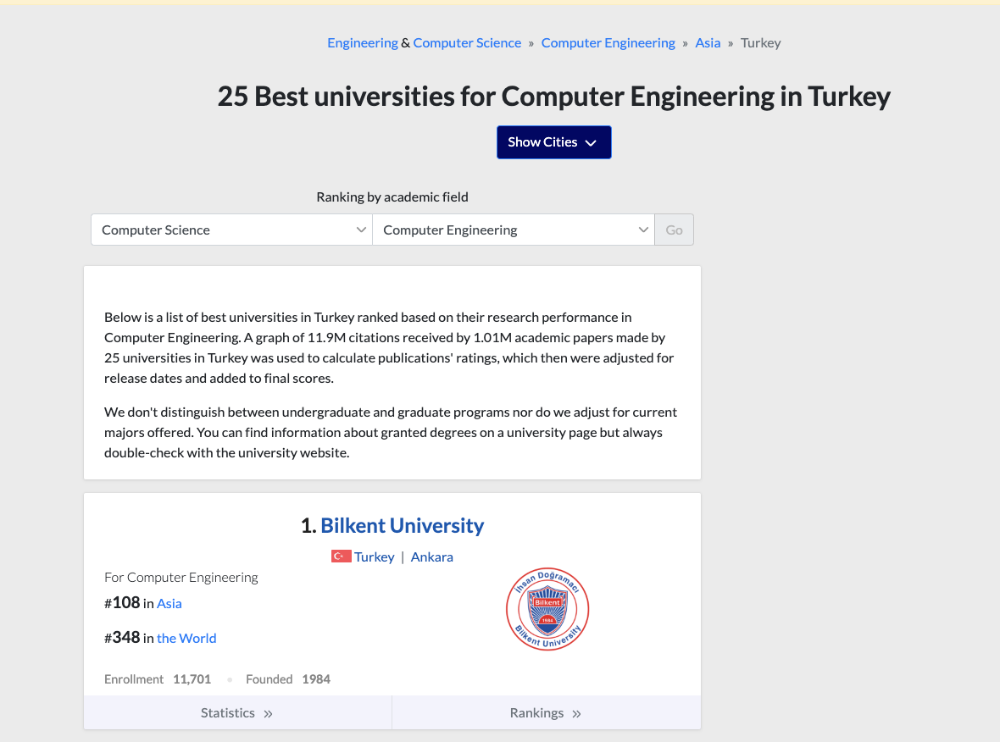 Engineering & Computer Science » Computer Engineering » Asia » Turkey
25 Best universities for Computer Engineering in Turkey
Show Cities
Ranking by academic field
Computer Science
Computer Engineering
Go
Below is a list of best universities in Turkey ranked based on their research performance in
Computer Engineering. A graph of 11.9M citations received by 1.01M academic papers made by
25 universities in Turkey was used to calculate publications' ratings, which then were adjusted for
release dates and added to final scores.
We don't distinguish between undergraduate and graduate programs nor do we adjust for current
majors offered. You can find information about granted degrees on a university page but always
double-check with the university website.
1. Bilkent University
Turkey | Ankara
For Computer Engineering
#108 in Asia
#348 in the World
İhsan Doğramacı
Bilkent
1984
Bilkent University
Enrollment 11,701 • Founded 1984
Statistics »
Rankings »